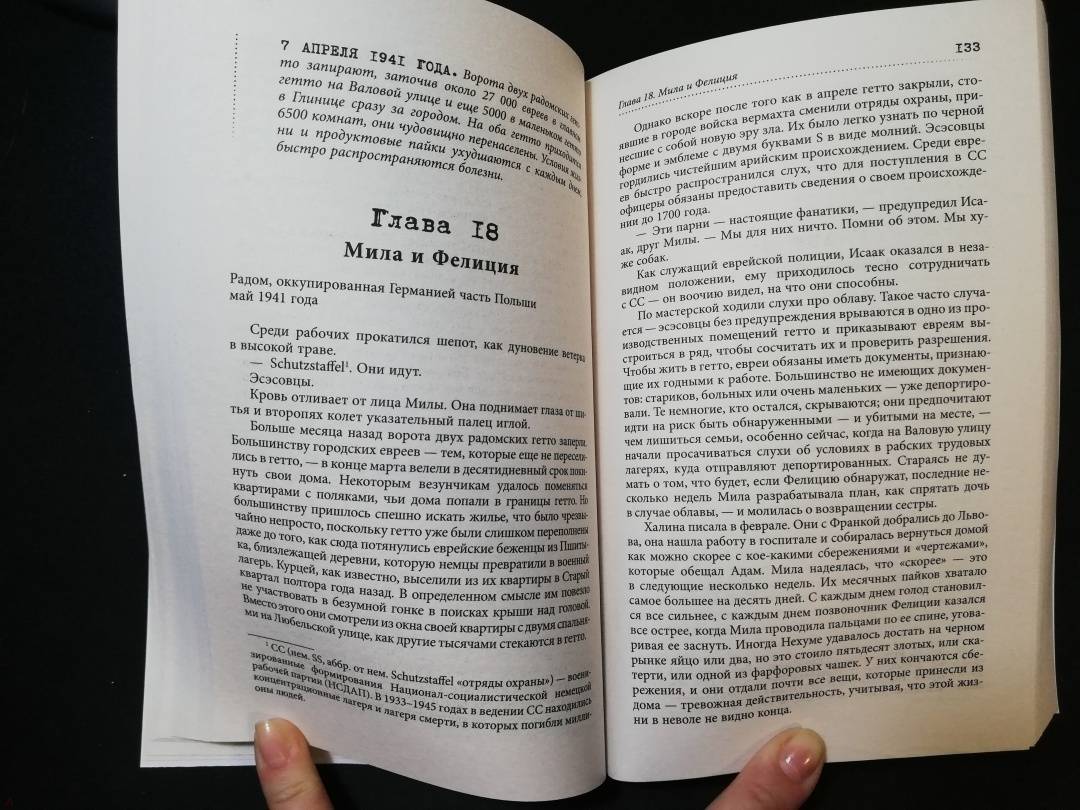 7 АПРЕЛЯ 1941 ГОДА. Ворота двух радомских гет-
то запирают, заточив около 27 000 евреев в главном
гетто на Валовой улице и еще 5000 в маленьком гетто
в Глинице сразу за городом. На оба гетто приходится
6500 комнат, они чудовищно перенаселены. Условия жиз-
ни и продуктовые пайки ухудшаются с каждым днем,
быстро распространяются болезни.
Глава 18
Мила и Фелиция
Радом, оккупированная Германией часть Польши
май 1941 года
Среди рабочих прокатился шепот, как дуновение ветерка
в высокой траве.
— Schutzstaffel¹. Они идут.
Эсэсовцы.
Кровь отливает от лица Милы. Она поднимает глаза от ши-
тья и второпях колет указательный палец иглой.
Больше месяца назад ворота двух радомских гетто заперли.
Большинству городских евреев — тем, которые еще не пересели-
лись в гетто, — в конце марта велели в десятидневный срок поки-
нуть свои дома. Некоторым везунчикам удалось поменяться
квартирами с поляками, чьи дома попали в границы гетто. Но
большинству пришлось спешно искать жилье, что было чрезвы-
чайно непросто, поскольку гетто уже были слишком переполнены
даже до того, как сюда потянулись еврейские беженцы из Пшиты-
ка, близлежащей деревни, которую немцы превратили в военный
лагерь. Курцей, как известно, выселили из их квартиры в Старый
квартал полтора года назад. В определенном смысле им повезло
не участвовать в безумной гонке в поисках крыши над головой.
Вместо этого они смотрели из окна своей квартиры с двумя спальня-
ми на Любельской улице, как другие тысячами стекаются в гетто.
¹ СС (нем. SS, аббр. от нем. Schutzstaffel «отряды охраны») — воени-
зированные формирования Национал-социалистической немецкой
рабочей партии (НСДАП). В 1933–1945 годах в ведении СС находились
концентрационные лагеря и лагеря смерти, в которых погибли милли-
оны людей.
Глава 18. Мила и Фелиция
133
Однако вскоре после того как в апреле гетто закрыли, сто-
явшие в городе войска вермахта сменили отряды охраны, при-
несшие с собой новую эру зла. Их было легко узнать по черной
форме и эмблеме с двумя буквами S в виде молний. Эсэсовцы
гордились чистейшим арийским происхождением. Среди евре-
ев быстро распространился слух, что для поступления в СС
офицеры обязаны предоставить сведения о своем происхожде-
нии до 1700 года.
— Эти парни — настоящие фанатики, — предупредил Иса-
ак, друг Милы. — Мы для них ничто. Помни об этом. Мы ху-
же собак.
Как служащий еврейской полиции, Исаак оказался в неза-
видном положении, ему приходилось тесно сотрудничать
с СС — он воочию видел, на что они способны.
По мастерской ходили слухи про облаву. Такое часто случа-
ется — эсэсовцы без предупреждения врываются в одно из про-
изводственных помещений гетто и приказывают евреям вы-
строиться в ряд, чтобы сосчитать их и проверить разрешения.
Чтобы жить в гетто, евреи обязаны иметь документы, признаю-
щие их годными к работе. Большинство не имеющих докумен-
тов: стариков, больных или очень маленьких — уже депортиро-
вали. Те немногие, кто остался, скрываются; они предпочитают
идти на риск быть обнаруженными — и убитыми на месте, —
чем лишиться семьи, особенно сейчас, когда на Валовую улицу
начали просачиваться слухи об условиях в рабских трудовых
лагерях, куда отправляют депортированных. Стараясь не ду-
мать о том, что будет, если Фелицию обнаружат, последние не-
сколько недель Мила разрабатывала план, как спрятать дочь
в случае облавы, — и молилась о возвращении сестры.
Халина писала в феврале. Они с Франкой добрались до Льво-
ва, она нашла работу в госпитале и собиралась вернуться домой
как можно скорее с кое-какими сбережениями и «чертежами»,
которые обещал Адам. Мила надеялась, что «скорее» — это
в следующие несколько недель. Их месячных пайков хватало
самое большее на десять дней. С каждым днем голод становил-
ся все сильнее, с каждым днем позвоночник Фелиции казался
все острее, когда Мила проводила пальцами по ее спине, угова-
ривая ее заснуть. Иногда Нехуме удавалось достать на черном
рынке яйцо или два, но это стоило пятьдесят злотых, или ска-
терти, или одной из фарфоровых чашек. У них кончаются сбе-
режения, и они отдали почти все вещи, которые принесли из
дома — тревожная действительность, учитывая, что этой жиз-
ни в неволе не видно конца.